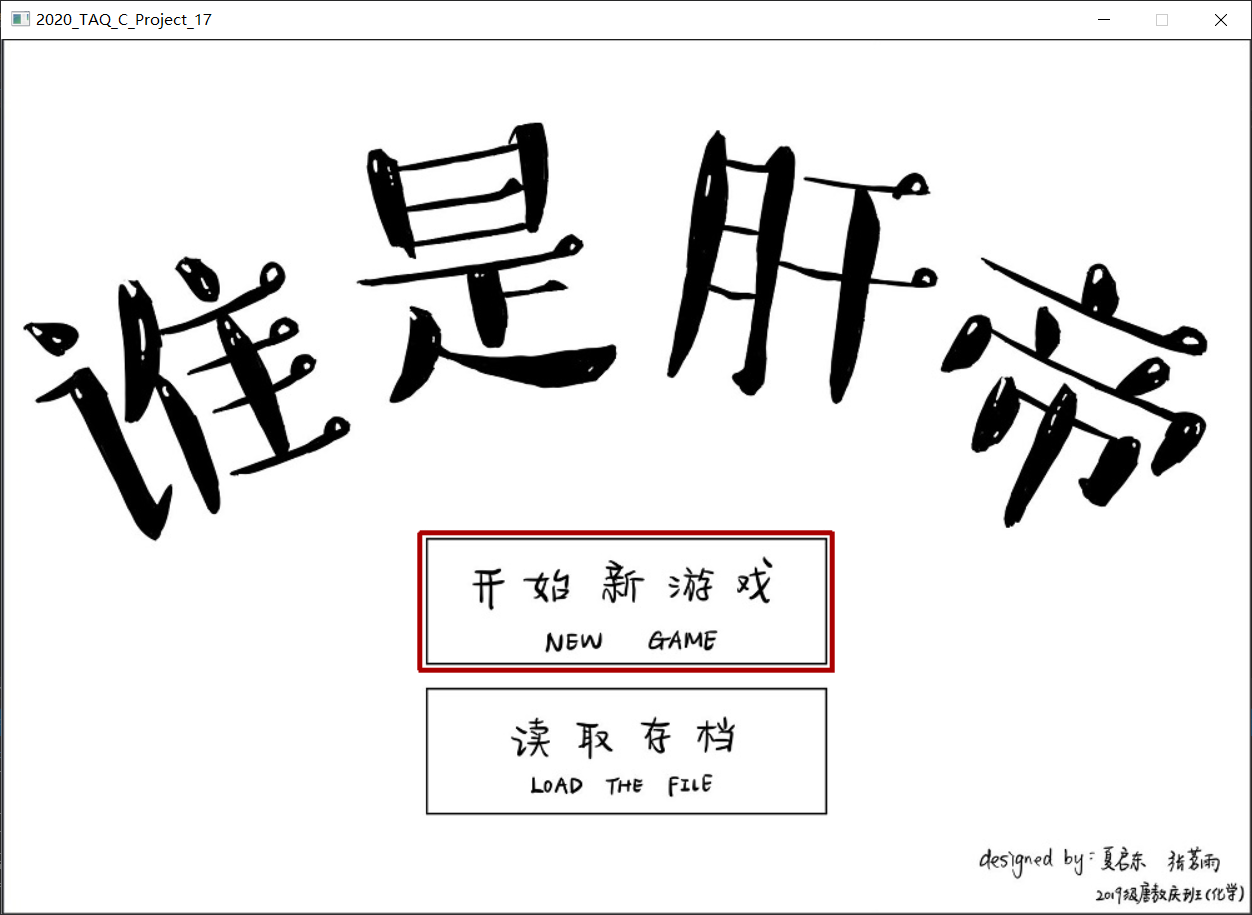 2020_TAQ_C_Project_17
谁是肝帝
开始新游戏
NEW GAME
读取存档
LOAD THE FILE
designed by: 夏启东 张茗雨
2019级唐敖庆班(化学)